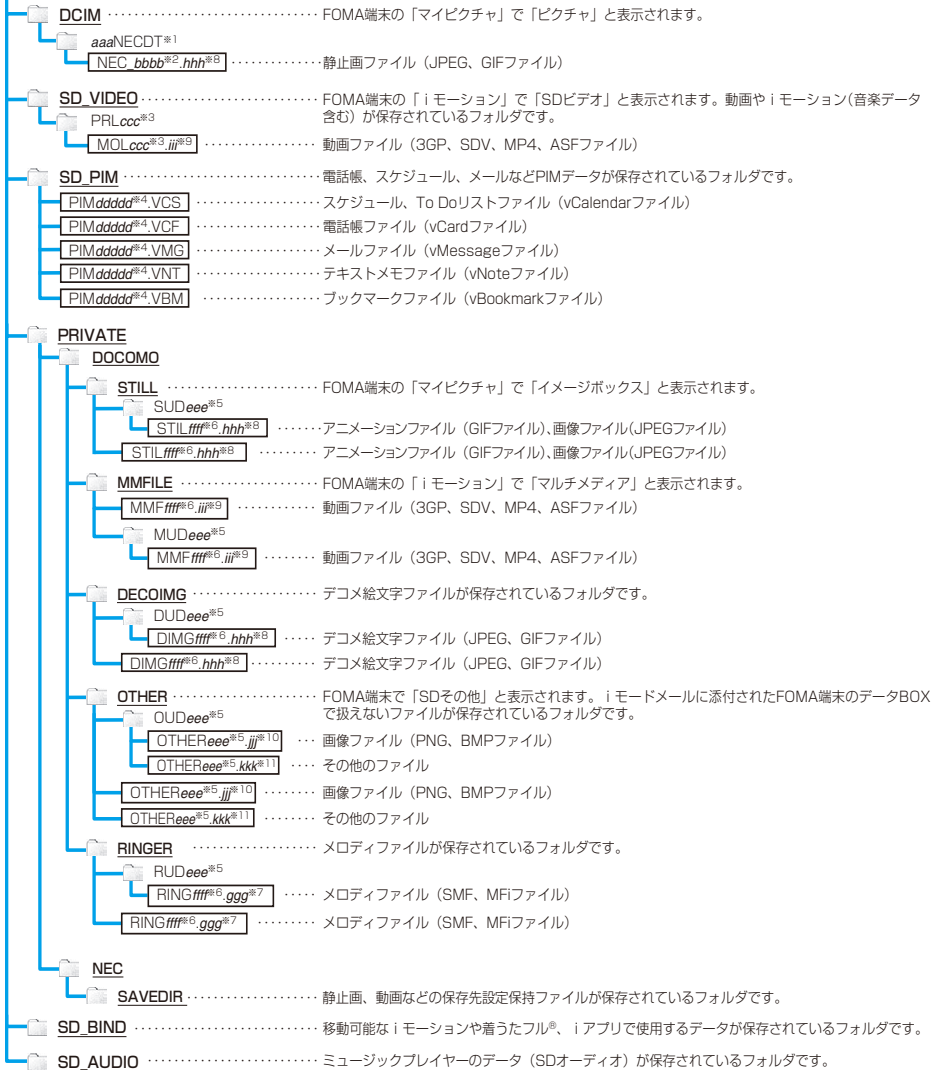 DCIM ‥‥‥ FOMA端末の「マイピクチャ」で「ピクチャ」と表示されます。
aaaNECDT※1
NEC_bbbb※2.hhh※8 ‥‥‥ 静止画ファイル（JPEG、GIFファイル）
SD_VIDEO ‥‥‥ FOMA端末の「iモーション」で「SDビデオ」と表示されます。動画やiモーション（音楽データ
含む）が保存されているフォルダです。
PRLccc※3
MOLccc※3.iii※9 ‥‥‥ 動画ファイル（3GP、SDV、MP4、ASFファイル）
SD_PIM ‥‥‥ 電話帳、スケジュール、メールなどPIMデータが保存されているフォルダです。
PIMddddd※4.VCS ‥‥‥ スケジュール、To Doリストファイル（vCalendarファイル）
PIMddddd※4.VCF ‥‥‥ 電話帳ファイル（vCardファイル）
PIMddddd※4.VMG ‥‥‥ メールファイル（vMessageファイル）
PIMddddd※4.VNT ‥‥‥ テキストメモファイル（vNoteファイル）
PIMddddd※4.VBM ‥‥‥ ブックマークファイル（vBookmarkファイル）
PRIVATE
DOCOMO
STILL ‥‥‥ FOMA端末の「マイピクチャ」で「イメージボックス」と表示されます。
SUDeee※5
STILffff※6.hhh※8 ‥‥‥ アニメーションファイル（GIFファイル）、画像ファイル（JPEGファイル）
STILffff※6.hhh※8 ‥‥‥ アニメーションファイル（GIFファイル）、画像ファイル（JPEGファイル）
MMFILE ‥‥‥ FOMA端末の「iモーション」で「マルチメディア」と表示されます。
MMFffff※6.iii※9 ‥‥‥ 動画ファイル（3GP、SDV、MP4、ASFファイル）
MUDeee※5
MMFffff※6.iii※9 ‥‥‥ 動画ファイル（3GP、SDV、MP4、ASFファイル）
DECOIMG ‥‥‥ デコメ絵文字ファイルが保存されているフォルダです。
DUDeee※5
DIMGffff※6.hhh※8 ‥‥‥ デコメ絵文字ファイル（JPEG、GIFファイル）
DIMGffff※6.hhh※8 ‥‥‥ デコメ絵文字ファイル（JPEG、GIFファイル）
OTHER ‥‥‥ FOMA端末で「SDその他」と表示されます。iモードメールに添付されたFOMA端末のデータBOX
で扱えないファイルが保存されているフォルダです。
OUDeee※5
OTHEReee※5.jjj※10 ‥‥‥ 画像ファイル（PNG、BMPファイル）
OTHEReee※5.kkk※11 ‥‥‥ その他のファイル
OTHEReee※5.jjj※10 ‥‥‥ 画像ファイル（PNG、BMPファイル）
OTHEReee※5.kkk※11 ‥‥‥ その他のファイル
RINGER ‥‥‥ メロディファイルが保存されているフォルダです。
RUDeee※5
RINGffff※6.ggg※7 ‥‥‥ メロディファイル（SMF、MFiファイル）
RINGffff※6.ggg※7 ‥‥‥ メロディファイル（SMF、MFiファイル）
NEC
SAVEDIR ‥‥‥ 静止画、動画などの保存先設定保持ファイルが保存されているフォルダです。
SD_BIND ‥‥‥ 移動可能なiモーションや着うたフル®、iアプリで使用するデータが保存されているフォルダです。
SD_AUDIO ‥‥‥ ミュージックプレイヤーのデータ（SDオーディオ）が保存されているフォルダです。